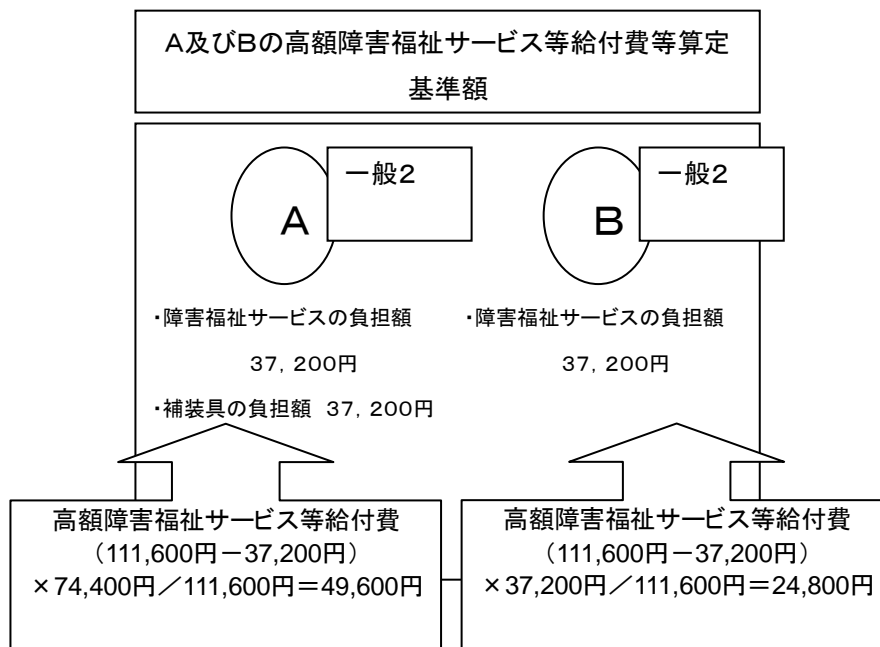 A及びBの高額障害福祉サービス等給付費等算定
基準額
A
一般2
B
一般2
・障害福祉サービスの負担額
37,200円
・補装具の負担額 37,200円
・障害福祉サービスの負担額
37,200円
高額障害福祉サービス等給付費
(111,600円-37,200円)
×74,400円/111,600円=49,600円
高額障害福祉サービス等給付費
(111,600円-37,200円)
×37,200円/111,600円=24,800円